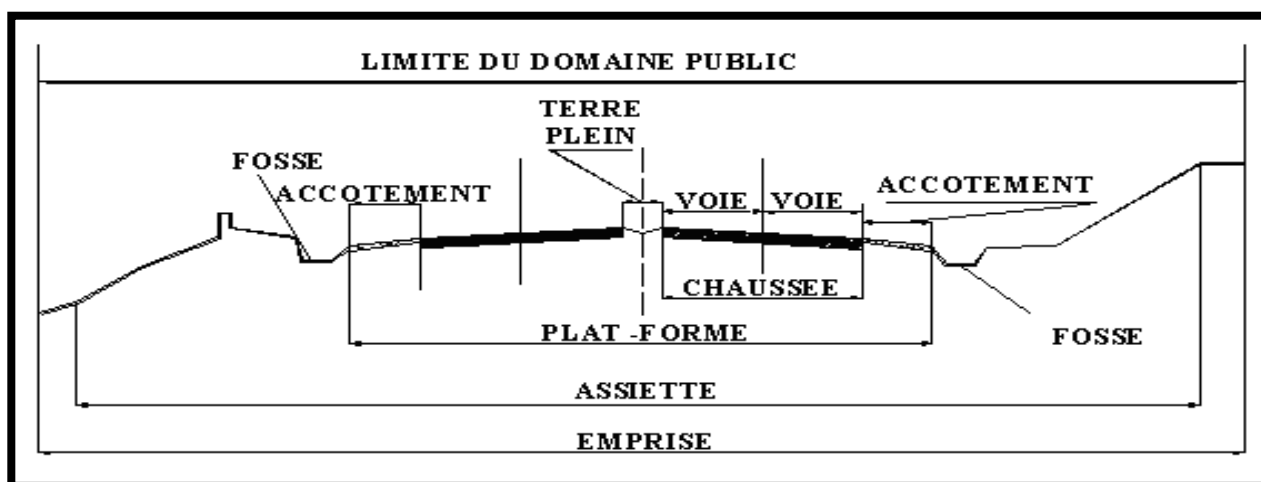 LIMITE DU DOMAINE PUBLIC
TERRE
PLEIN
FOSSE
ACCOTEMENT
VOIE
VOIE
ACCOTEMENT
CHAUSSEE
PLAT -FORME
FOSSE
ASSIETTE
EMPRISE